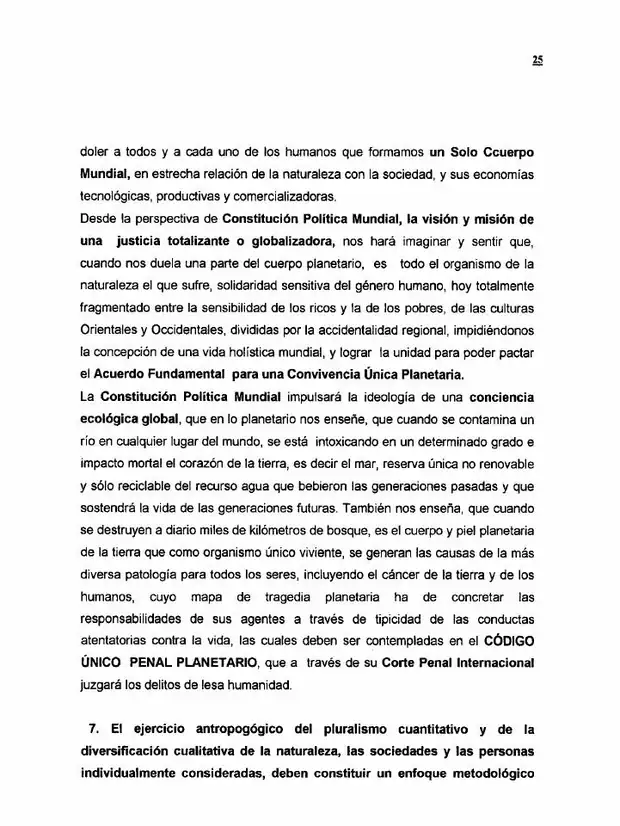 25
doler a todos y a cada uno de los humanos que formamos un Solo Ccuerpo
Mundial, en estrecha relación de la naturaleza con la sociedad, y sus economías
tecnológicas, productivas y comercializadoras.
Desde la perspectiva de Constitución Política Mundial, la visión y misión de
una justicia totalizante o globalizadora, nos hará imaginar y sentir que,
cuando nos duela una parte del cuerpo planetario, es todo el organismo de la
naturaleza el que sufre, solidaridad sensitiva del género humano, hoy totalmente
fragmentado entre la sensibilidad de los ricos y la de los pobres, de las culturas
Orientales y Occidentales, divididas por la accidentalidad regional, impidiéndonos
la concepción de una vida holística mundial, y lograr la unidad para poder pactar
el Acuerdo Fundamental para una Convivencia Única Planetaria.
La Constitución Política Mundial impulsará la ideología de una conciencia
ecológica global, que en lo planetario nos enseñe, que cuando se contamina un
río en cualquier lugar del mundo, se está intoxicando en un determinado grado e
impacto mortal el corazón de la tierra, es decir el mar, reserva única no renovable
y sólo reciclable del recurso agua que bebieron las generaciones pasadas y que
sostendrá la vida de las generaciones futuras. También nos enseña, que cuando
se destruyen a diario miles de kilómetros de bosque, es el cuerpo y piel planetaria
de la tierra que como organismo único viviente, se generan las causas de la más
diversa patología para todos los seres, incluyendo el cáncer de la tierra y de los
humanos, cuyo mapa de tragedia planetaria ha de concretar las
responsabilidades de sus agentes a través de tipicidad de las conductas
atentatorias contra la vida, las cuales deben ser contempladas en el CÓDIGO
ÚNICO PENAL PLANETARIO, que a través de su Corte Penal Internacional
juzgará los delitos de lesa humanidad.
7. El ejercicio antropogógico del pluralismo cuantitativo y de la
diversificación cualitativa de la naturaleza, las sociedades y las personas
individualmente consideradas, deben constituir un enfoque metodológico